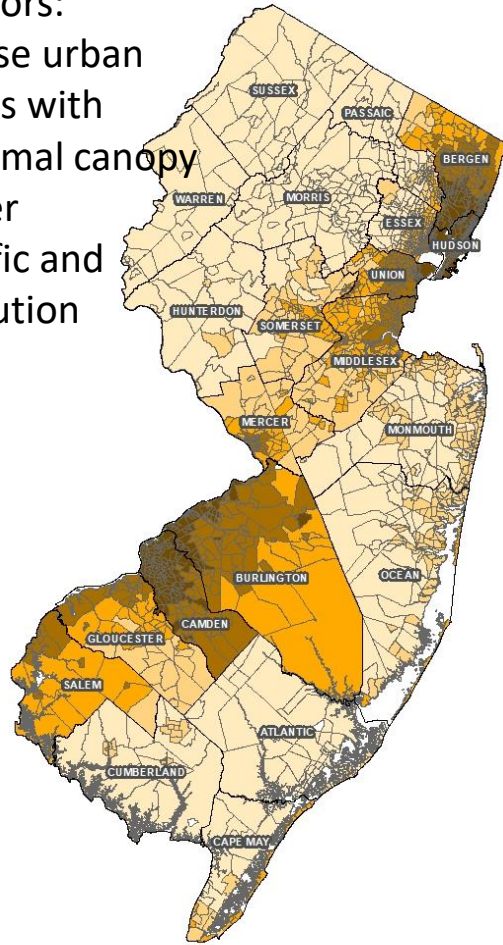 ors:
se urban
s with
mal canopy
er
fic and
ution
SUSSEX
PASSAIC
BERGEN
WARREN
MORRIS
ESSEX
HUDSON
UNION
HUNTERDON
SOMERSET
MIDDLESEX
MERCER
MONMOUTH
OCEAN
BURLINGTON
CAMDEN
GLOUCESTER
SALEM
ATLANTIC
CUMBERLAND
CAPE MAY